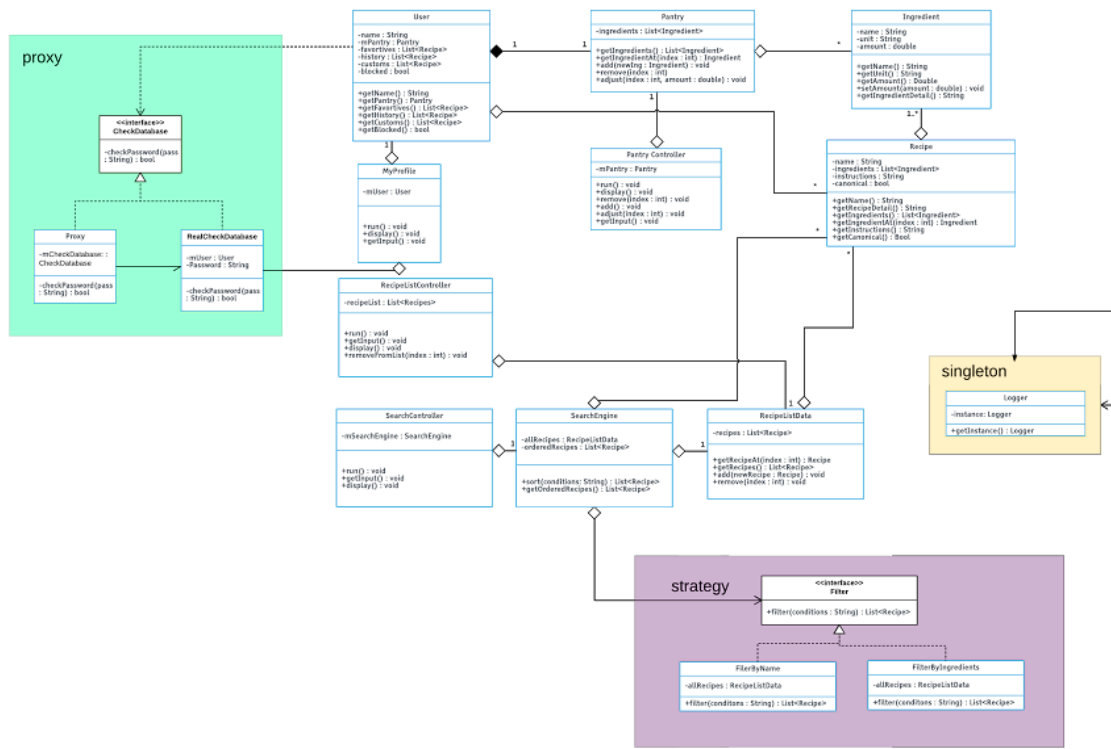 proxy
<<interface>>
CheckDatabase
-checkPassword(pass
: String) : bool
Proxy
-mCheckDatabase: :
CheckDatabase
-checkPassword(pass
: String) : bool
RealCheckDatabase
-mUser : User
-Password : String
-checkPassword(pass
: String) : bool
User
-name : String
-mPantry : Pantry
-favortives : List<Recipe>
-history : List<Recipe>
-customs : List<Recipe>
-blocked : bool
+getName() : String
+getPantry() : Pantry
+getFavortives() : List<Recipe>
+getHistory() : List<Recipe>
+getCustoms() : List<Recipe>
+getBlocked() : bool
1
1
1
Pantry
-ingredients : List<Ingredient>
+getIngredients() : List<Ingredient>
+getIngredientAt(index : int) : Ingredient
+add(newIng : Ingredient) : void
+remove(index : int)
+adjust(index : int, amount : double) : void
*
1
Ingredient
-name : String
-unit : String
-amount : double
+getName() : String
+getUnit() : String
+getAmount() : Double
+setAmount(amount : double) : void
+getIngredientDetail() : String
1..*
MyProfile
-mUser : User
+run() : void
+display() : void
+getInput() : void
Pantry Controller
-mPantry : Pantry
+run() : void
+display() : void
+remove(index : int) : void
+add() : void
+adjust(index : int) : void
+getInput() : void
Recipe
-name : String
-ingredients : List<Ingredient>
-instructions : String
-canonical : bool
+getName() : String
+getRecipeDetail() : String
+getIngredients() : List<Ingredient>
+getIngredientAt(index : int) : Ingredient
+getInstructions() : String
+getCanonical() : Bool
*
*
*
RecipeListController
-recipeList : List<Recipes>
+run() : void
+getInput() : void
+display() : void
+removeFromList(index : int) : void
singleton
Logger
-instance: Logger
+getInstance() : Logger
SearchController
-mSearchEngine : SearchEngine
+run() : void
+getInput() : void
+display() : void
1
SearchEngine
-allRecipes : RecipeListData
-orderedRecipes : List<Recipe>
+sort(conditions: String) : List<Recipe>
+getOrderedRecipes() : List<Recipe>
1
1
RecipeListData
-recipes : List<Recipe>
+getRecipeAt(index : int) : Recipe
+getRecipes() : List<Recipe>
+add(newRecipe : Recipe) : void
+remove(index : int) : void
strategy
<<interface>>
Filter
+filter(conditions : String) : List<Recipe>
FilerByName
-allRecipes : RecipeListData
+filter(conditons : String) : List<Recipe>
FilterByIngredients
-allRecipes : RecipeListData
+filter(conditons : String) : List<Recipe>